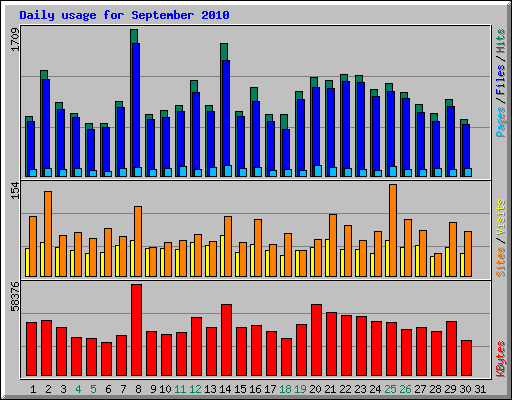 Daily usage for September 2010
1709
Pages / Files / Hits
154
Sites / Visits
58376
KBytes
1 2 3 4 5 6 7 8 9 10 11 12 13 14 15 16 17 18 19 20 21 22 23 24 25 26 27 28 29 30 31